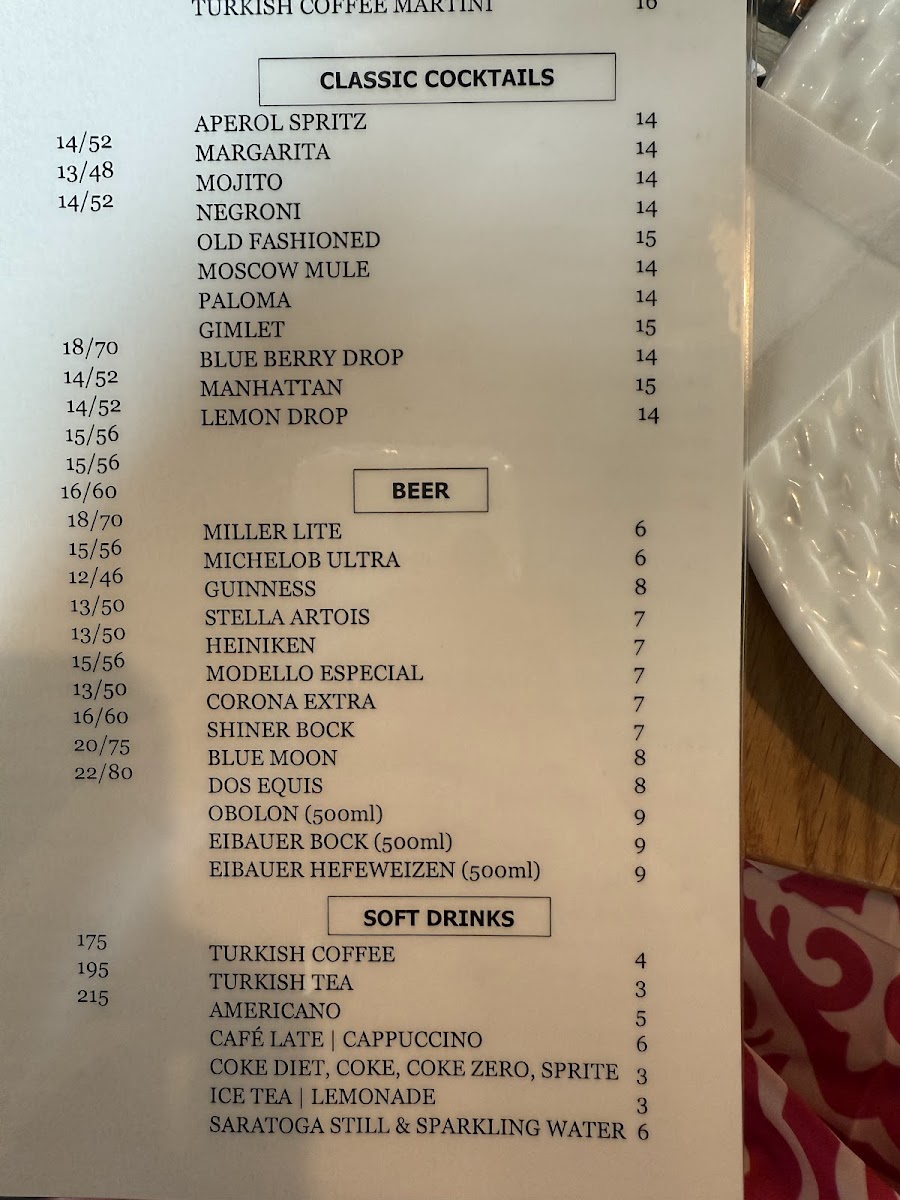 TURKISH COFFEE MARTINI 16
CLASSIC COCKTAILS
APEROL SPRITZ 14
MARGARITA 14
MOJITO 14
NEGRONI 14
OLD FASHIONED 15
MOSCOW MULE 14
PALOMA 14
GIMLET 15
BLUE BERRY DROP 14
MANHATTAN 15
LEMON DROP 14
BEER
MILLER LITE 6
MICHELOB ULTRA 6
GUINNESS 8
STELLA ARTOIS 7
HEINIKEN 7
MODELLO ESPECIAL 7
CORONA EXTRA 7
SHINER BOCK 7
BLUE MOON 8
DOS EQUIS 8
OBOLON (500ml) 9
EIBAUER BOCK (500ml) 9
EIBAUER HEFEWEIZEN (500ml) 9
SOFT DRINKS
TURKISH COFFEE 4
TURKISH TEA 3
AMERICANO 5
CAFÉ LATE | CAPPUCCINO 6
COKE DIET, COKE, COKE ZERO, SPRITE 3
ICE TEA | LEMONADE 3
SARATOGA STILL & SPARKLING WATER 6
14/52
13/48
14/52
18/70
14/52
14/52
15/56
15/56
16/60
18/70
15/56
12/46
13/50
13/50
15/56
13/50
16/60
20/75
22/80
175
195
215